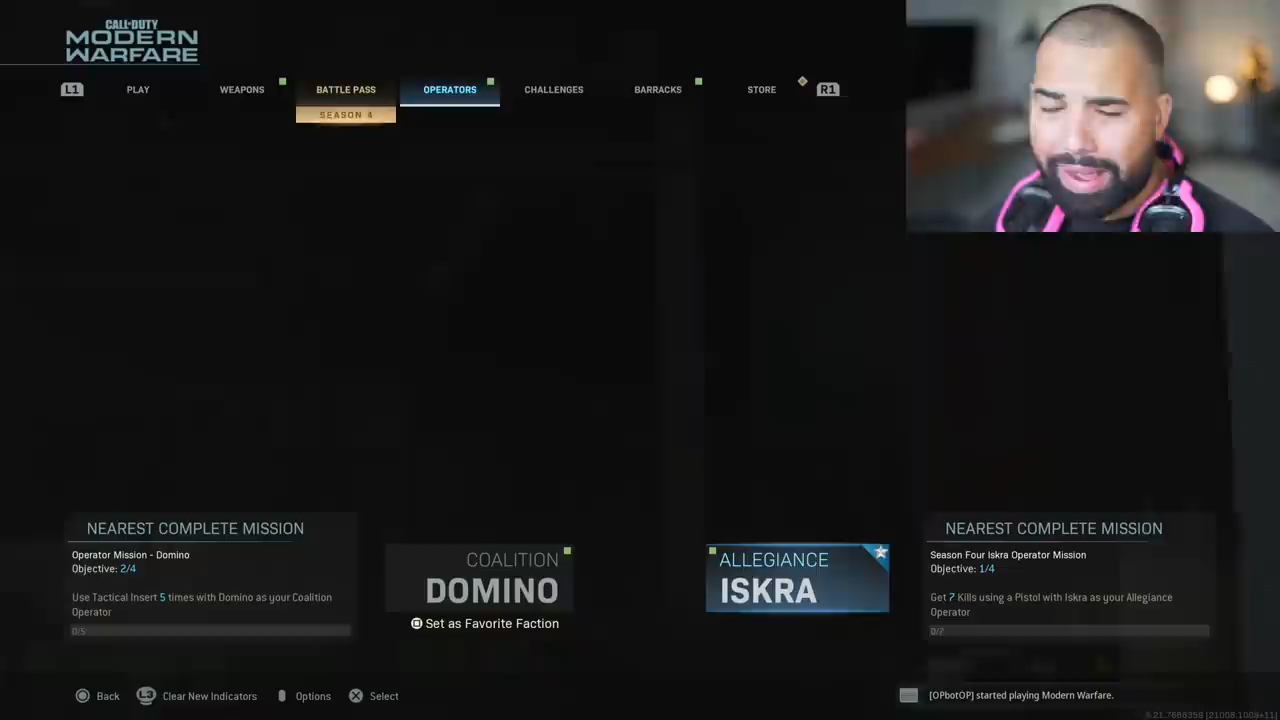 CALL OF DUTY
MODERN
WARFARE
L1
PLAY
WEAPONS
BATTLE PASS
OPERATORS
CHALLENGES
BARRACKS
STORE
R1
SEASON 4
NEAREST COMPLETE MISSION
Operator Mission - Domino
Objective: 2/4
Use Tactical Insert 5 times with Domino as your Coalition
Operator
0/5
COALITION
DOMINO
Set as Favorite Faction
ALLEGIANCE
ISKRA
NEAREST COMPLETE MISSION
Season Four Iskra Operator Mission
Objective: 1/4
Get 7 Kills using a Pistol with Iskra as your Allegiance
Operator
0/7
Back
L3
Clear New Indicators
Options
Select
[OPbotOP] started playing Modern Warfare.